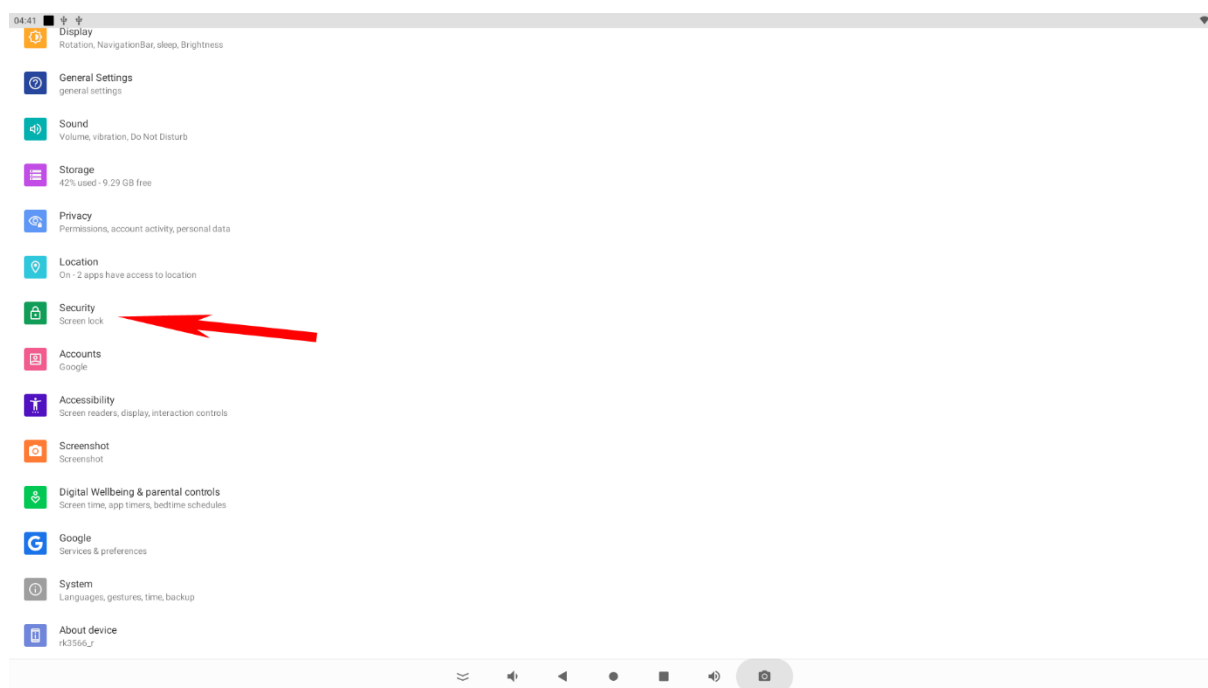 04:41
Display
Rotation, NavigationBar, sleep, Brightness
General Settings
general settings
Sound
Volume, vibration, Do Not Disturb
Storage
42% used - 9.29 GB free
Privacy
Permissions, account activity, personal data
Location
On - 2 apps have access to location
Security
Screen lock
Accounts
Google
Accessibility
Screen readers, display, interaction controls
Screenshot
Screenshot
Digital Wellbeing & parental controls
Screen time, app timers, bedtime schedules
Google
Services & preferences
System
Languages, gestures, time, backup
About device
rk3566_r